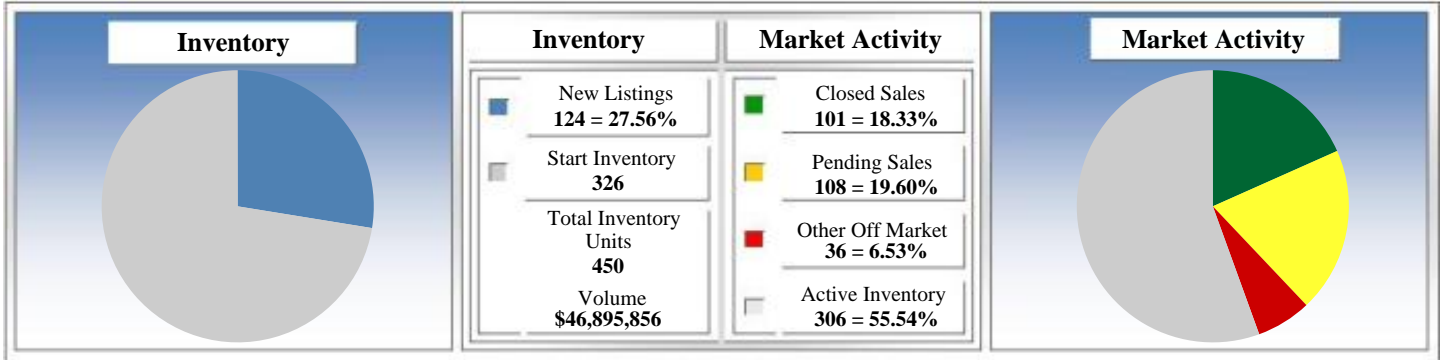 Inventory
Inventory
Market Activity
New Listings
124 = 27.56%
Start Inventory
326
Total Inventory
Units
450
Volume
$46,895,856
Closed Sales
101 = 18.33%
Pending Sales
108 = 19.60%
Other Off Market
36 = 6.53%
Active Inventory
306 = 55.54%
Market Activity